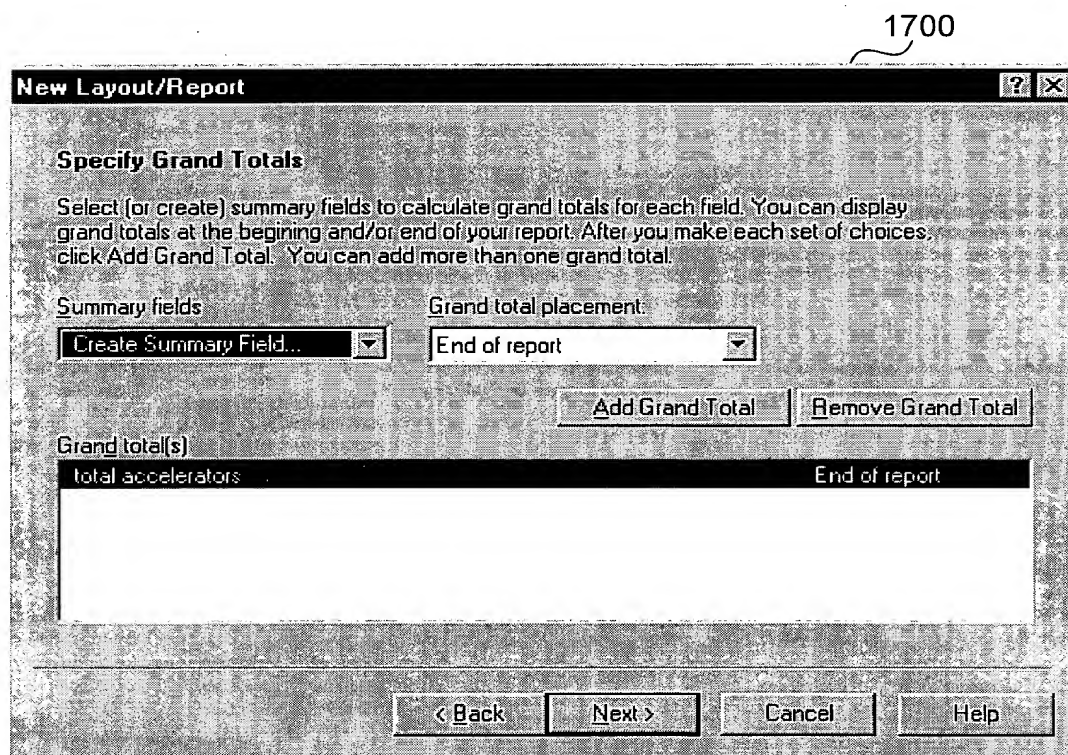 1700
New Layout/Report
Specify Grand Totals
Select (or create) summary fields to calculate grand totals for each field. You can display
grand totals at the begining and/or end of your report. After you make each set of choices,
click Add Grand Total. You can add more than one grand total.
Summary fields Grand total placement:
Create Summary Field... End of report
Add Grand Total Remove Grand Total
Grand total(s)
total accelerators End of report
< Back Next > Cancel Help